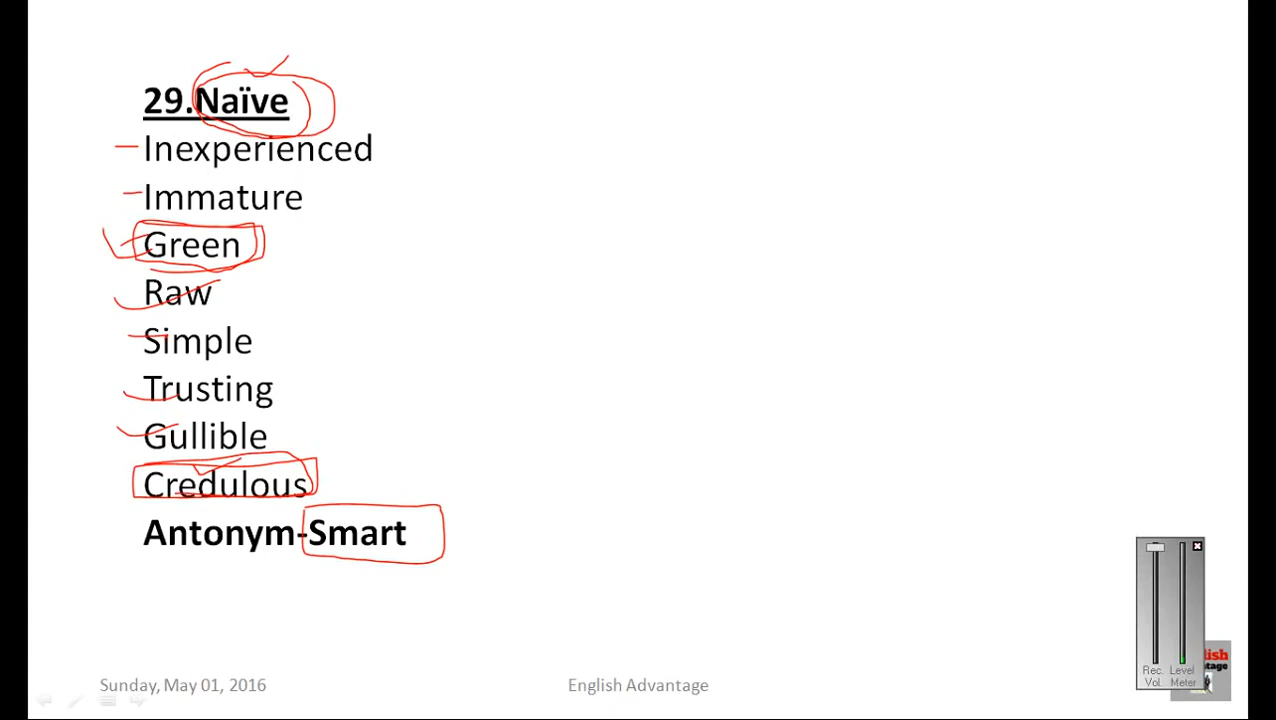 29.Naïve
Inexperienced
Immature
Green
Raw
Simple
Trusting
Gullible
Credulous
Antonym-Smart
Sunday, May 01, 2016
English Advantage
Rec. Level
Vol. Meter